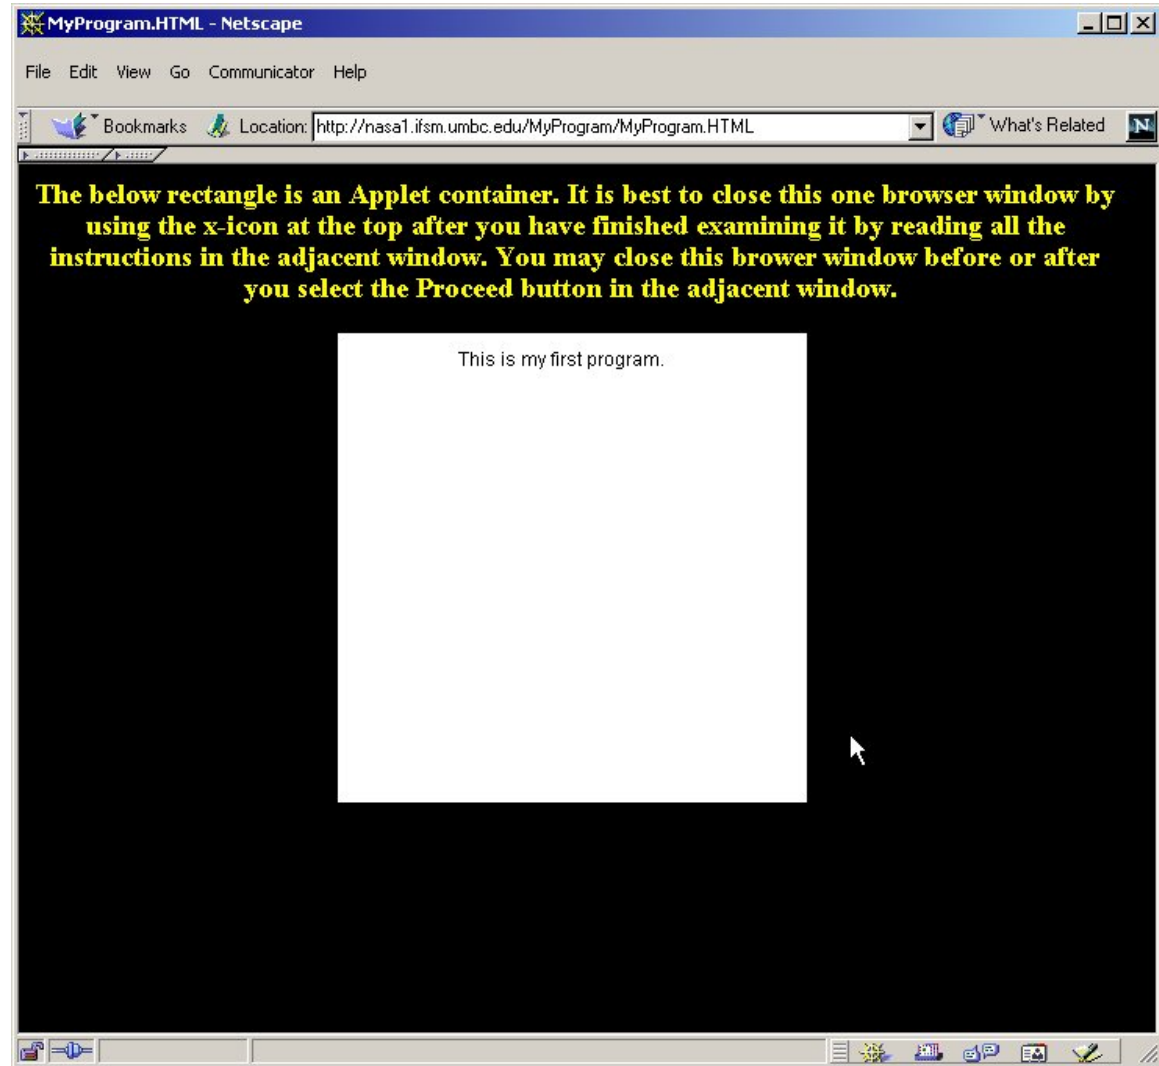 MyProgram.HTML - Netscape
File Edit View Go Communicator Help
Bookmarks Location: http://nasa1.ifsm.umbc.edu/MyProgram/MyProgram.HTML What's Related N
The below rectangle is an Applet container. It is best to close this one browser window by
using the x-icon at the top after you have finished examining it by reading all the
instructions in the adjacent window. You may close this brower window before or after
you select the Proceed button in the adjacent window.
This is my first program.